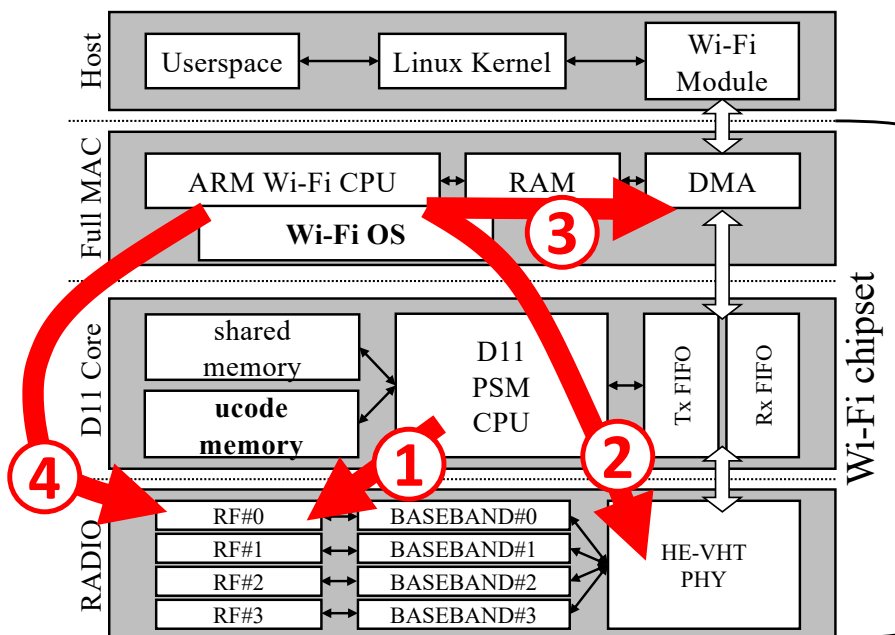 Host
Userspace
Linux Kernel
Wi-Fi
Module
Full MAC
ARM Wi-Fi CPU
RAM
DMA
Wi-Fi OS
3
Wi-Fi chipset
D11 Core
shared
memory
ucode
memory
D11
PSM
CPU
Tx FIFO
Rx FIFO
1
2
4
RADIO
RF#0
BASEBAND#0
RF#1
BASEBAND#1
RF#2
BASEBAND#2
RF#3
BASEBAND#3
HE-VHT
PHY